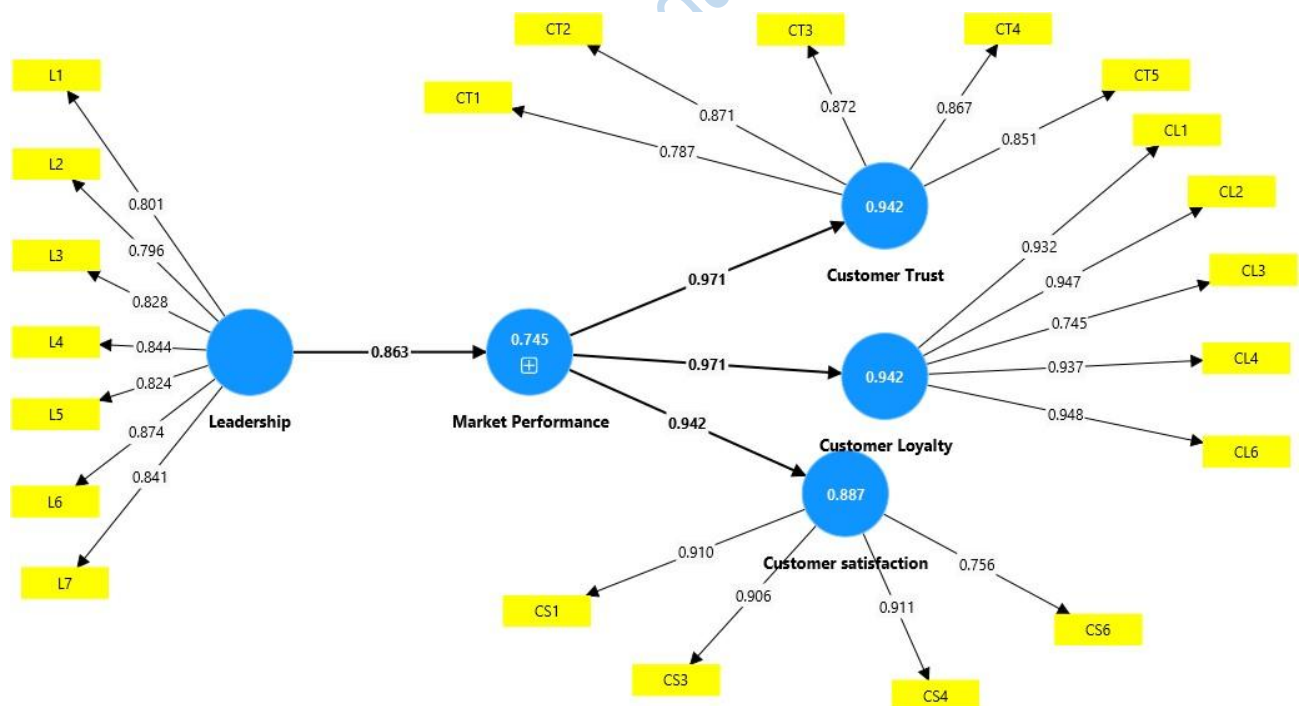 CT2
CT3
CT4
L1
CT5
CT1
0.871
0.872
0.867
CL1
0.787
0.851
L2
CL2
0.801
0.942
0.796
0.932
L3
Customer Trust
CL3
0.828
0.971
0.947
0.745
L4
0.844
0.863
0.745
0.971
0.942
0.937
CL4
0.824
L5
Leadership
Market Performance
0.942
0.948
0.874
Customer Loyalty
CL6
0.841
0.887
L6
0.910
Customer satisfaction
0.756
L7
CS1
0.906
0.911
CS6
CS3
CS4